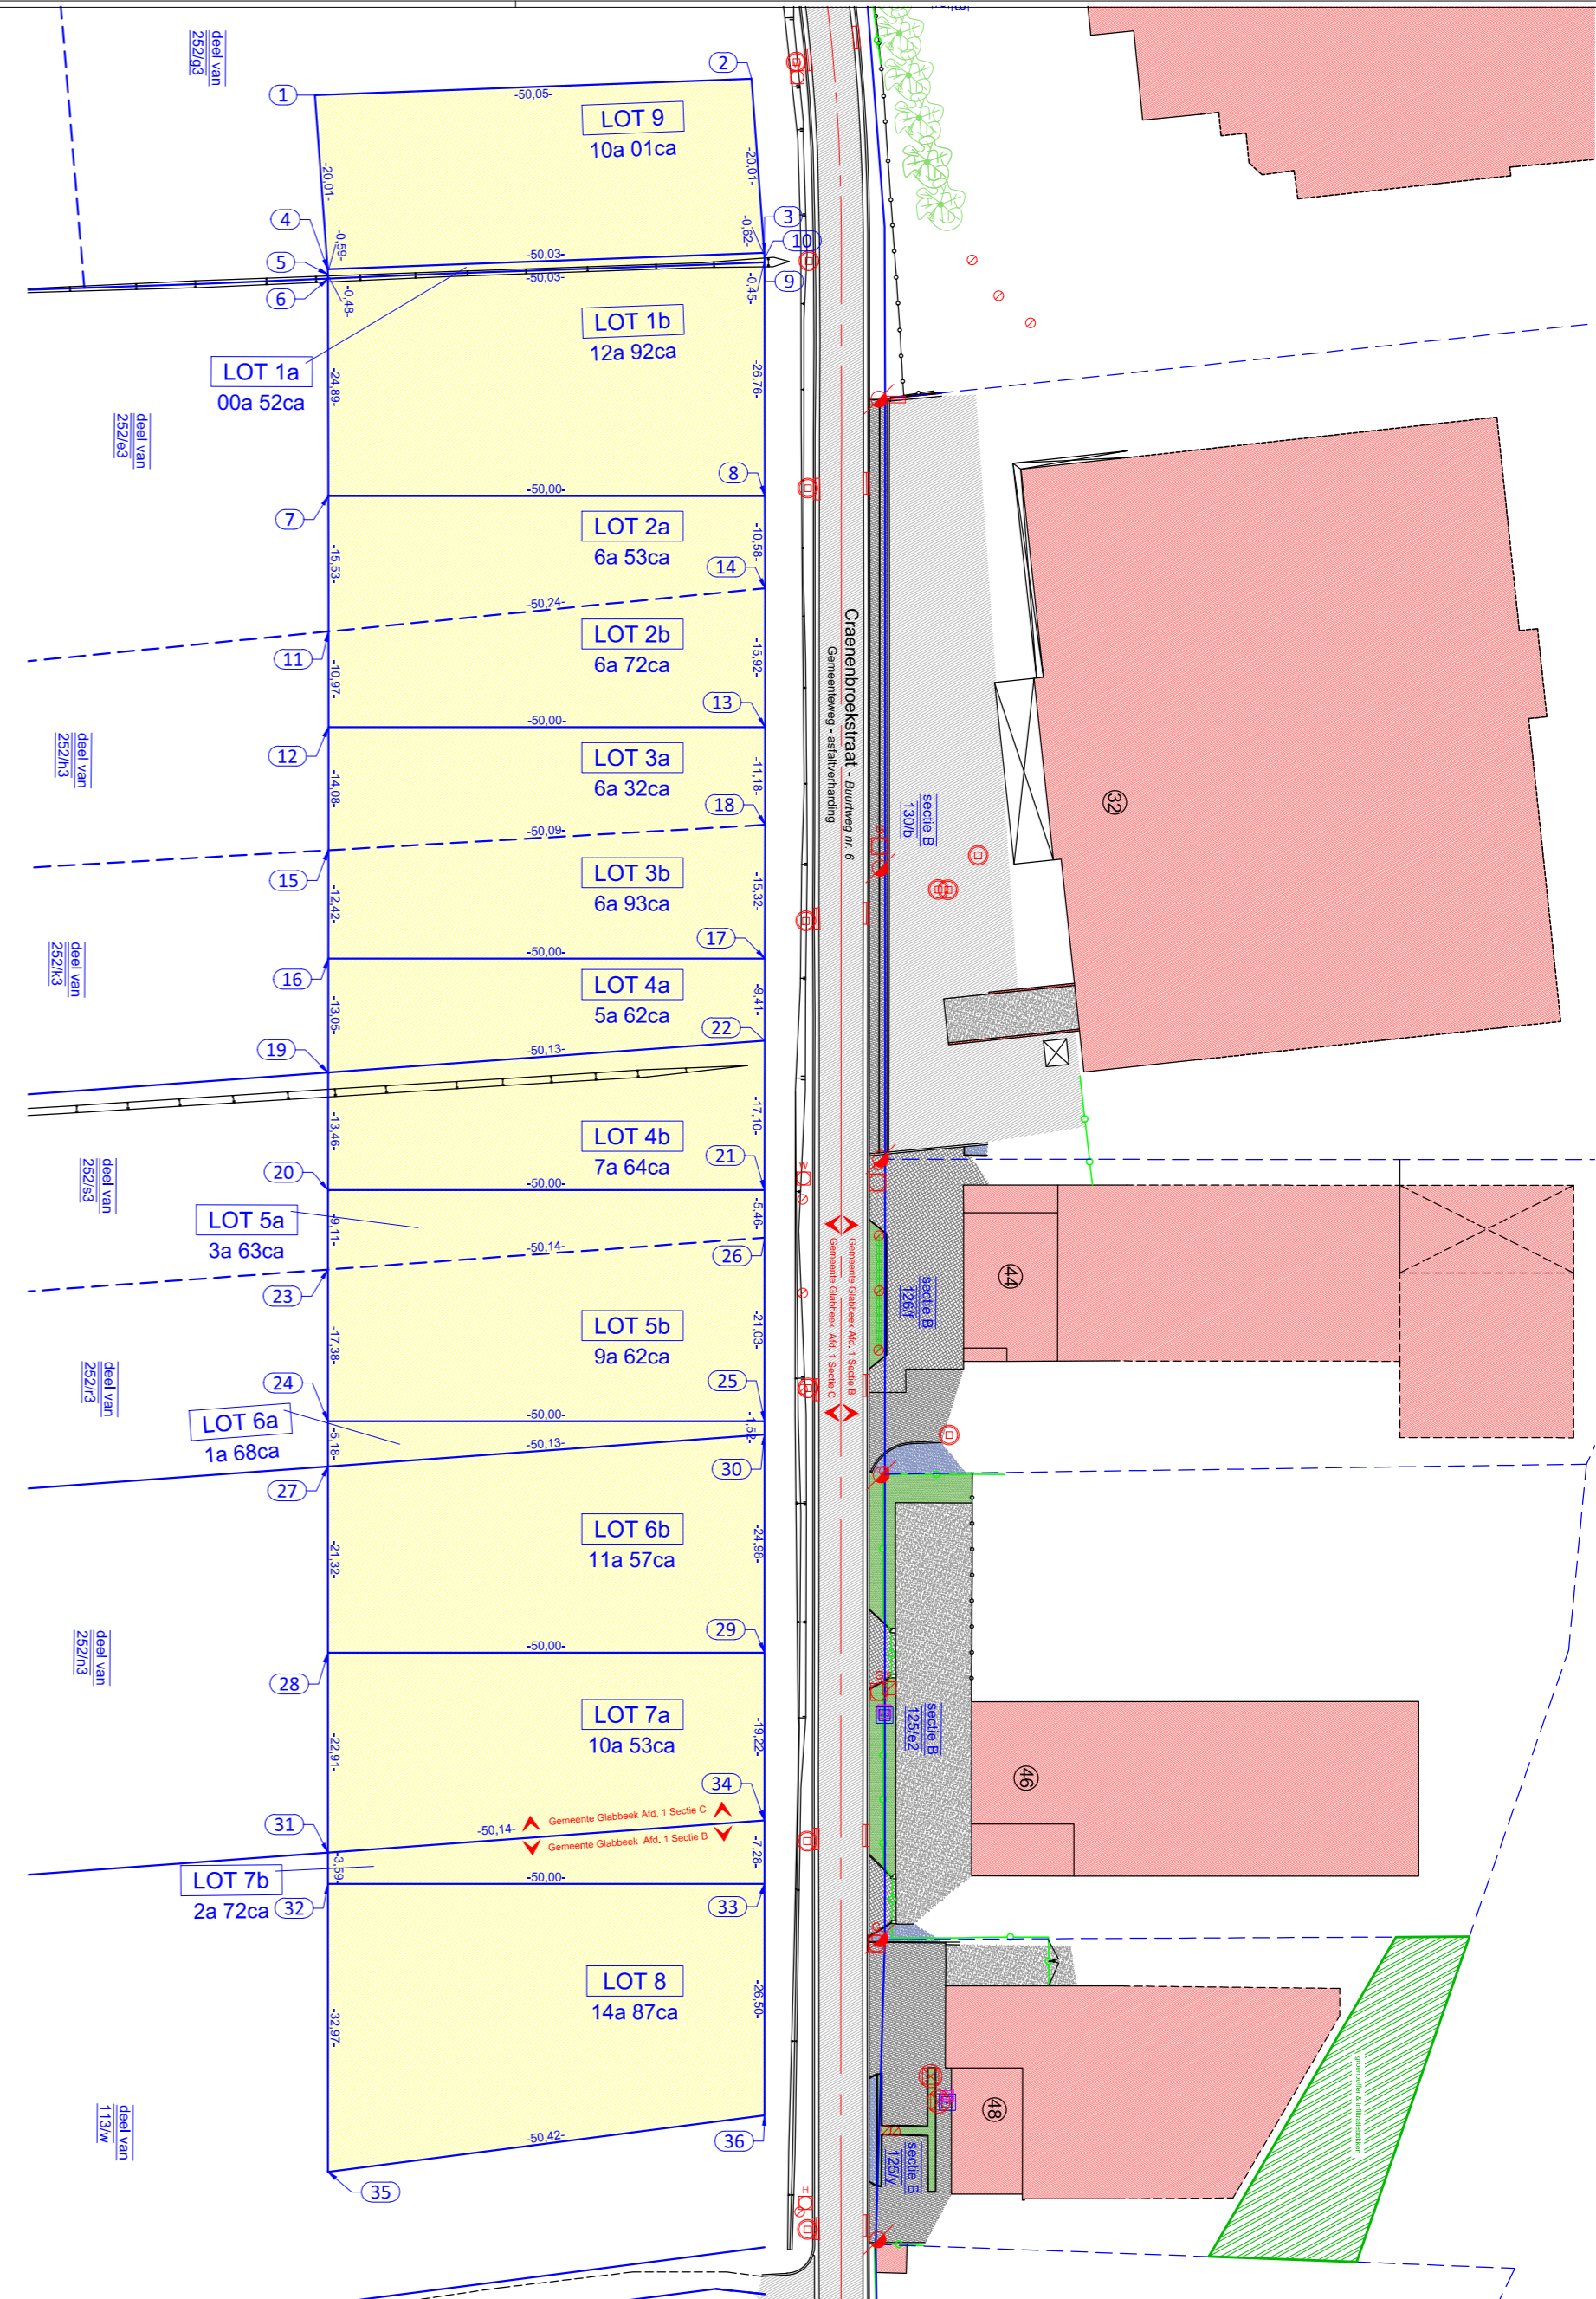 deel van
252/g3
1
2
-50,05-
LOT 9
10a 01ca
-20,01-
-20,01-
4
-0,59-
-0,62-
3
10
5
-50,03-
-50,03-
6
-0,48-
-0,45-
9
LOT 1b
12a 92ca
LOT 1a
00a 52ca
-24,89-
-26,76-
deel van
252/e3
8
7
-50,00-
LOT 2a
6a 53ca
-15,53-
-10,58-
14
-50,24-
11
LOT 2b
6a 72ca
-10,97-
-15,92-
13
-50,00-
12
deel van
252/h3
LOT 3a
6a 32ca
-14,08-
-11,18-
18
-50,09-
15
LOT 3b
6a 93ca
-12,42-
-15,32-
17
16
-50,00-
deel van
252/k3
LOT 4a
5a 62ca
-13,05-
-9,41-
22
19
-50,13-
LOT 4b
7a 64ca
-13,46-
-17,10-
21
20
-50,00-
deel van
252/s3
LOT 5a
3a 63ca
-9,11-
-5,46-
26
-50,14-
23
LOT 5b
9a 62ca
-17,38-
-21,03-
25
24
-50,00-
deel van
252/r3
LOT 6a
1a 68ca
-5,18-
-1,52-
-50,13-
30
27
LOT 6b
11a 57ca
-21,32-
-24,98-
29
28
-50,00-
deel van
252/n3
LOT 7a
10a 53ca
-22,91-
-19,22-
34
31
-50,14-
Gemeente Glabbeek Afd. 1 Sectie C
Gemeente Glabbeek Afd. 1 Sectie B
-3,59-
-7,28-
LOT 7b
2a 72ca
32
-50,00-
33
LOT 8
14a 87ca
-32,97-
-26,50-
-50,42-
36
35
deel van
113/w
Craenenbroekstraat - Buurtweg nr. 6
Gemeenteweg - asfaltverharding
Gemeente Glabbeek Afd. 1 Sectie B
Gemeente Glabbeek Afd. 1 Sectie C
sectie B
130/b
32
sectie B
126/f
44
sectie B
125/e2
46
sectie B
125/y
48
W
H
G
G